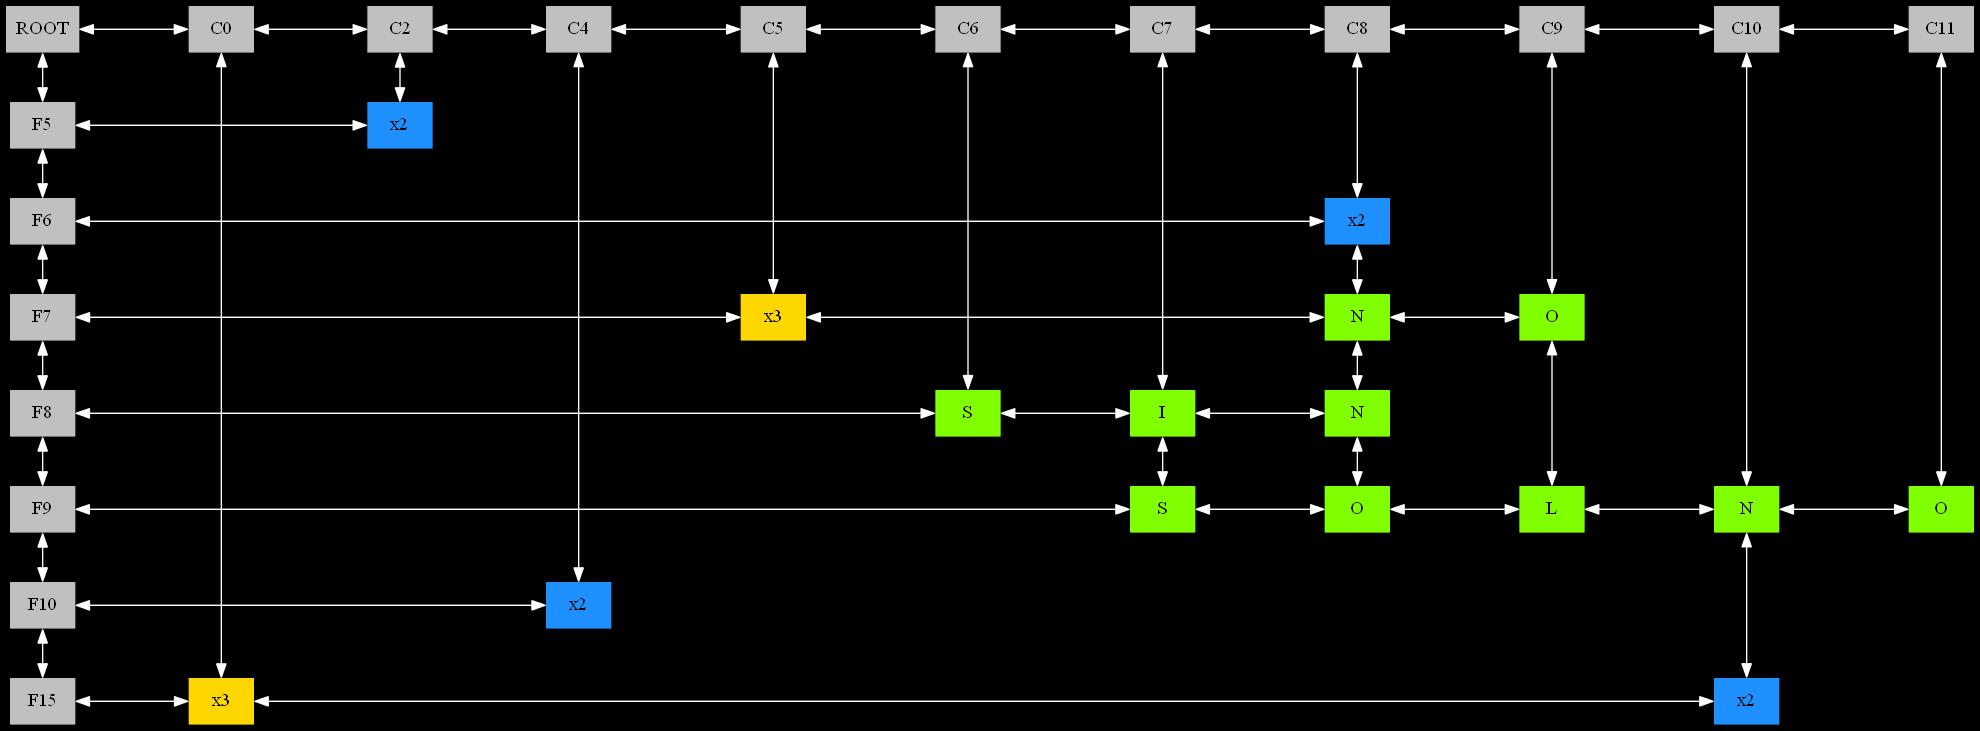 ROOT C0 C2 C4 C5 C6 C7 C8 C9 C10 C11
F5 x2
F6 x2
F7 x3 N O
F8 S I N
F9 S O L N O
F10 x2
F15 x3 x2